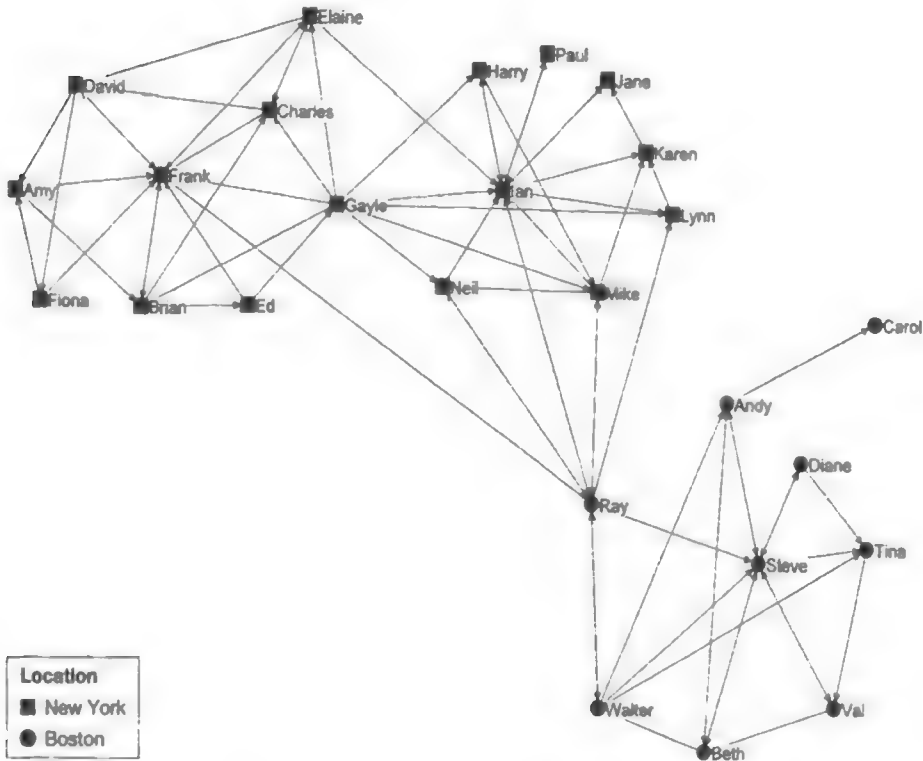 Elaine
Paul
Harry
Jane
David
Charles
Karen
Frank
Amy
Ian
Gayle
Lynn
Neil
Mike
Fiona
Brian
Ed
Carol
Andy
Diane
Ray
Tina
Steve
Walter
Val
Beth
Location
New York
Boston